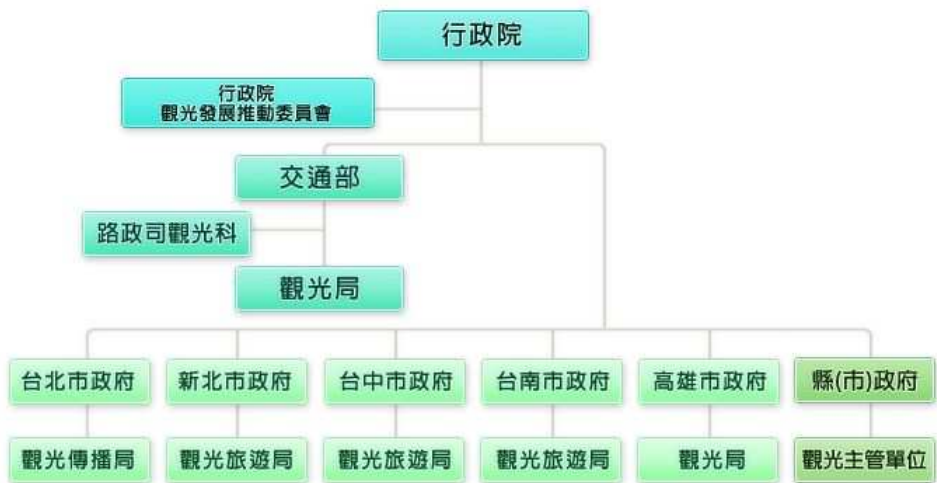 行政院
行政院
觀光發展推動委員會
交通部
路政司觀光科
觀光局
台北市政府
新北市政府
台中市政府
台南市政府
高雄市政府
縣(市)政府
觀光傳播局
觀光旅遊局
觀光旅遊局
觀光旅遊局
觀光局
觀光主管單位